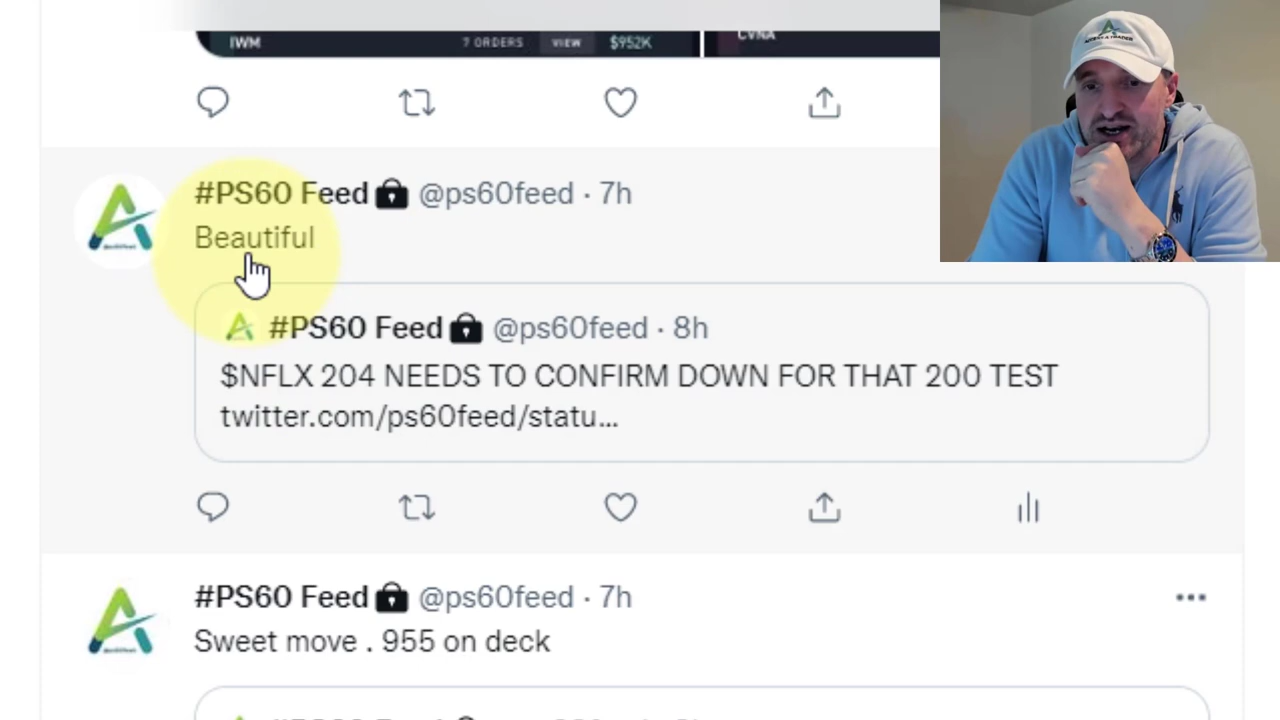 IWM 7 ORDERS VIEW $952K CVNA
#PS60 Feed @ps60feed · 7h
Beautiful
#PS60 Feed @ps60feed · 8h
$NFLX 204 NEEDS TO CONFIRM DOWN FOR THAT 200 TEST
twitter.com/ps60feed/statu...
#PS60 Feed @ps60feed · 7h
Sweet move . 955 on deck